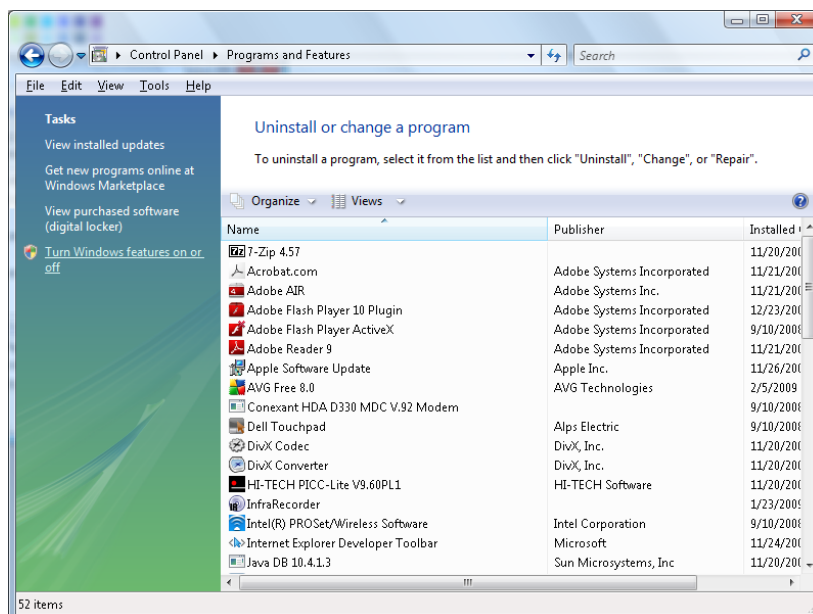 Control Panel ▸ Programs and Features
Search
File Edit View Tools Help
Tasks
View installed updates
Get new programs online at
Windows Marketplace
View purchased software
(digital locker)
Turn Windows features on or
off
Uninstall or change a program
To uninstall a program, select it from the list and then click "Uninstall", "Change", or "Repair".
Organize Views
Name Publisher Installed
7-Zip 4.57 11/20/200
Acrobat.com Adobe Systems Incorporated 11/21/200
Adobe AIR Adobe Systems Inc. 11/21/200
Adobe Flash Player 10 Plugin Adobe Systems Incorporated 12/23/200
Adobe Flash Player ActiveX Adobe Systems Incorporated 9/10/2008
Adobe Reader 9 Adobe Systems Incorporated 11/21/200
Apple Software Update Apple Inc. 11/26/200
AVG Free 8.0 AVG Technologies 2/5/2009
Conexant HDA D330 MDC V.92 Modem 9/10/2008
Dell Touchpad Alps Electric 9/10/2008
DivX Codec DivX, Inc. 11/20/200
DivX Converter DivX, Inc. 11/20/200
HI-TECH PICC-Lite V9.60PL1 HI-TECH Software 11/20/200
InfraRecorder 1/23/2009
Intel(R) PROSet/Wireless Software Intel Corporation 9/10/2008
Internet Explorer Developer Toolbar Microsoft 11/24/200
Java DB 10.4.1.3 Sun Microsystems, Inc 11/20/200
52 items